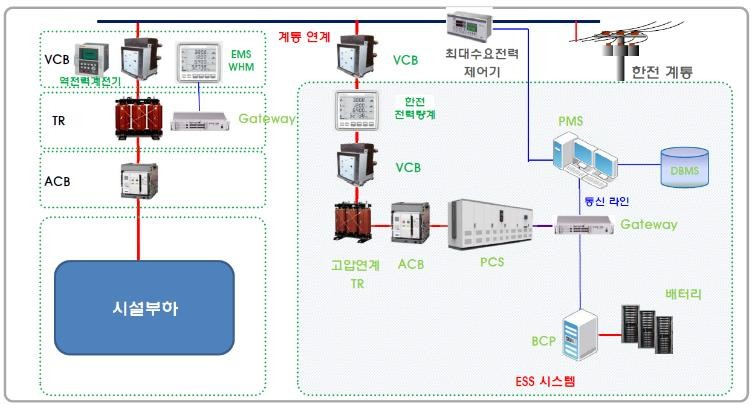 계통 연계
VCB
역전력계전기
EMS
WHM
VCB
최대수요전력
제어기
한전 계통
TR
Gateway
한전
전력량계
PMS
VCB
DBMS
ACB
통신 라인
Gateway
고압연계
TR
ACB
PCS
시설부하
배터리
BCP
ESS 시스템